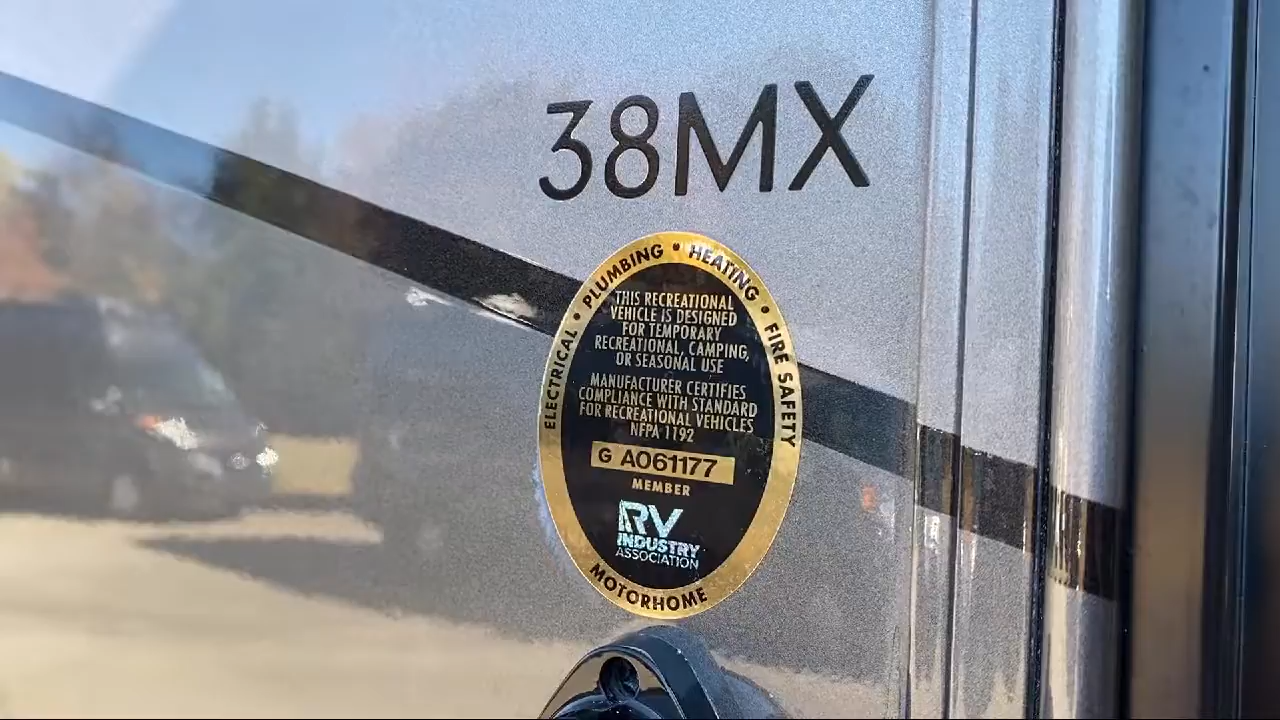 38MX
ELECTRICAL • PLUMBING • HEATING • FIRE SAFETY
THIS RECREATIONAL
VEHICLE IS DESIGNED
FOR TEMPORARY
RECREATIONAL, CAMPING,
OR SEASONAL USE
MANUFACTURER CERTIFIES
COMPLIANCE WITH STANDARD
FOR RECREATIONAL VEHICLES
NFPA 1192
G A061177
MEMBER
RV
INDUSTRY
ASSOCIATION
MOTORHOME